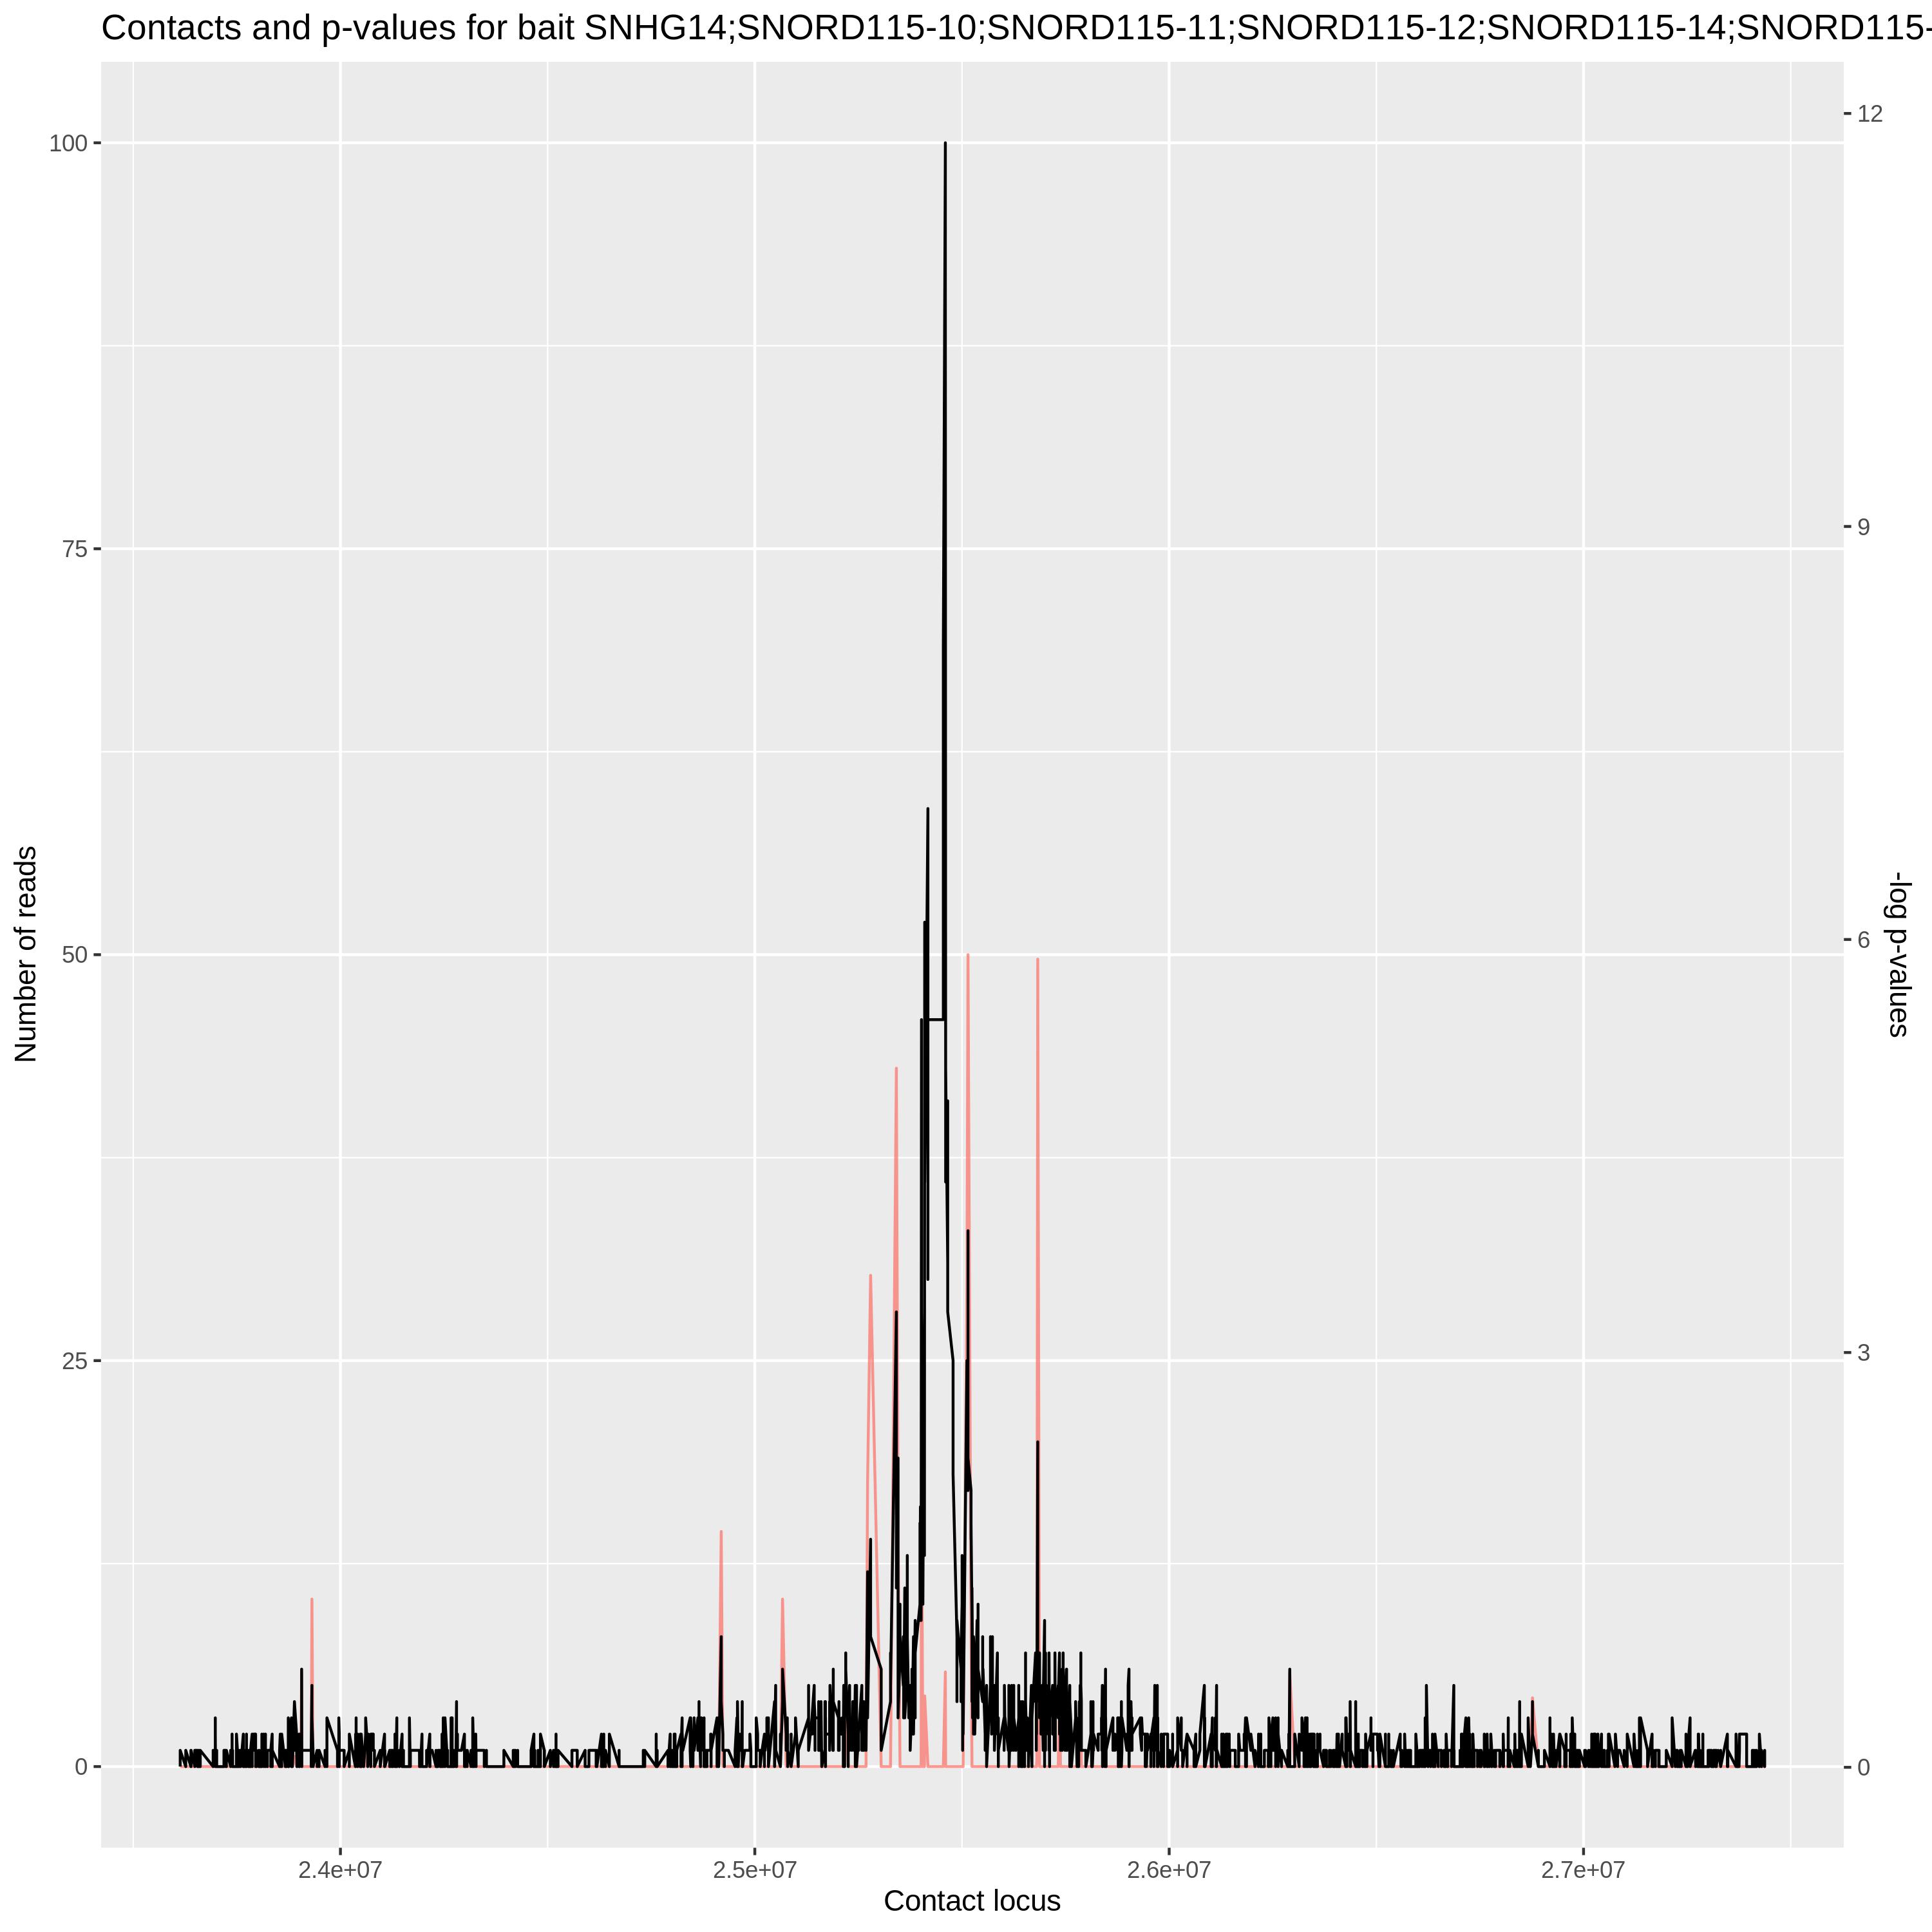 Contacts and p-values for bait SNHG14;SNORD115-10;SNORD115-11;SNORD115-12;SNORD115-14;SNORD115-
100
75
50
25
0
12
9
6
3
0
Number of reads
-log p-values
2.4e+07
2.5e+07
2.6e+07
2.7e+07
Contact locus